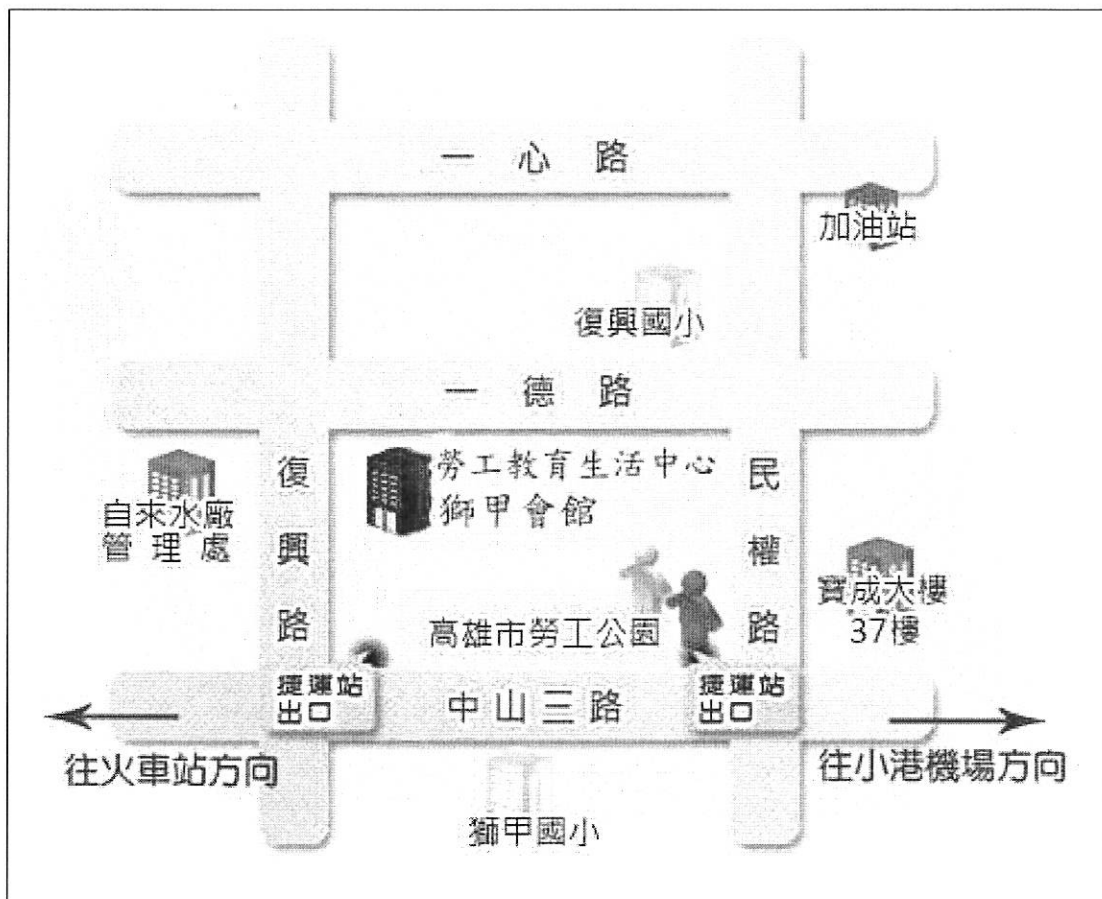 一心路
加油站
復興國小
一德路
勞工教育生活中心
獅甲會館
復興路
民權路
自來水廠
管理處
寶成大樓
37樓
高雄市勞工公園
捷運站
出口
中山三路
捷運站
出口
往火車站方向
往小港機場方向
獅甲國小